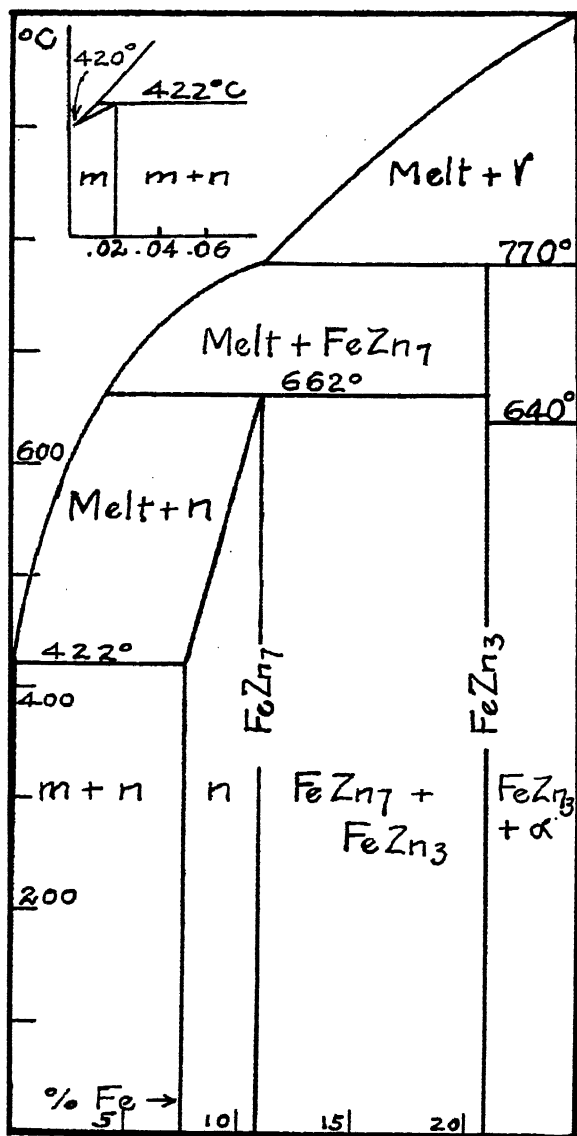 °C
420°
422°C
m m+n
.02 .04 .06
Melt + γ
770°
Melt + FeZn7
662°
640°
600
Melt + n
422°
400
FeZn7
FeZn3
m + n
n
FeZn7 +
FeZn3
FeZn3
+ α
200
% Fe →
5 10 15 20